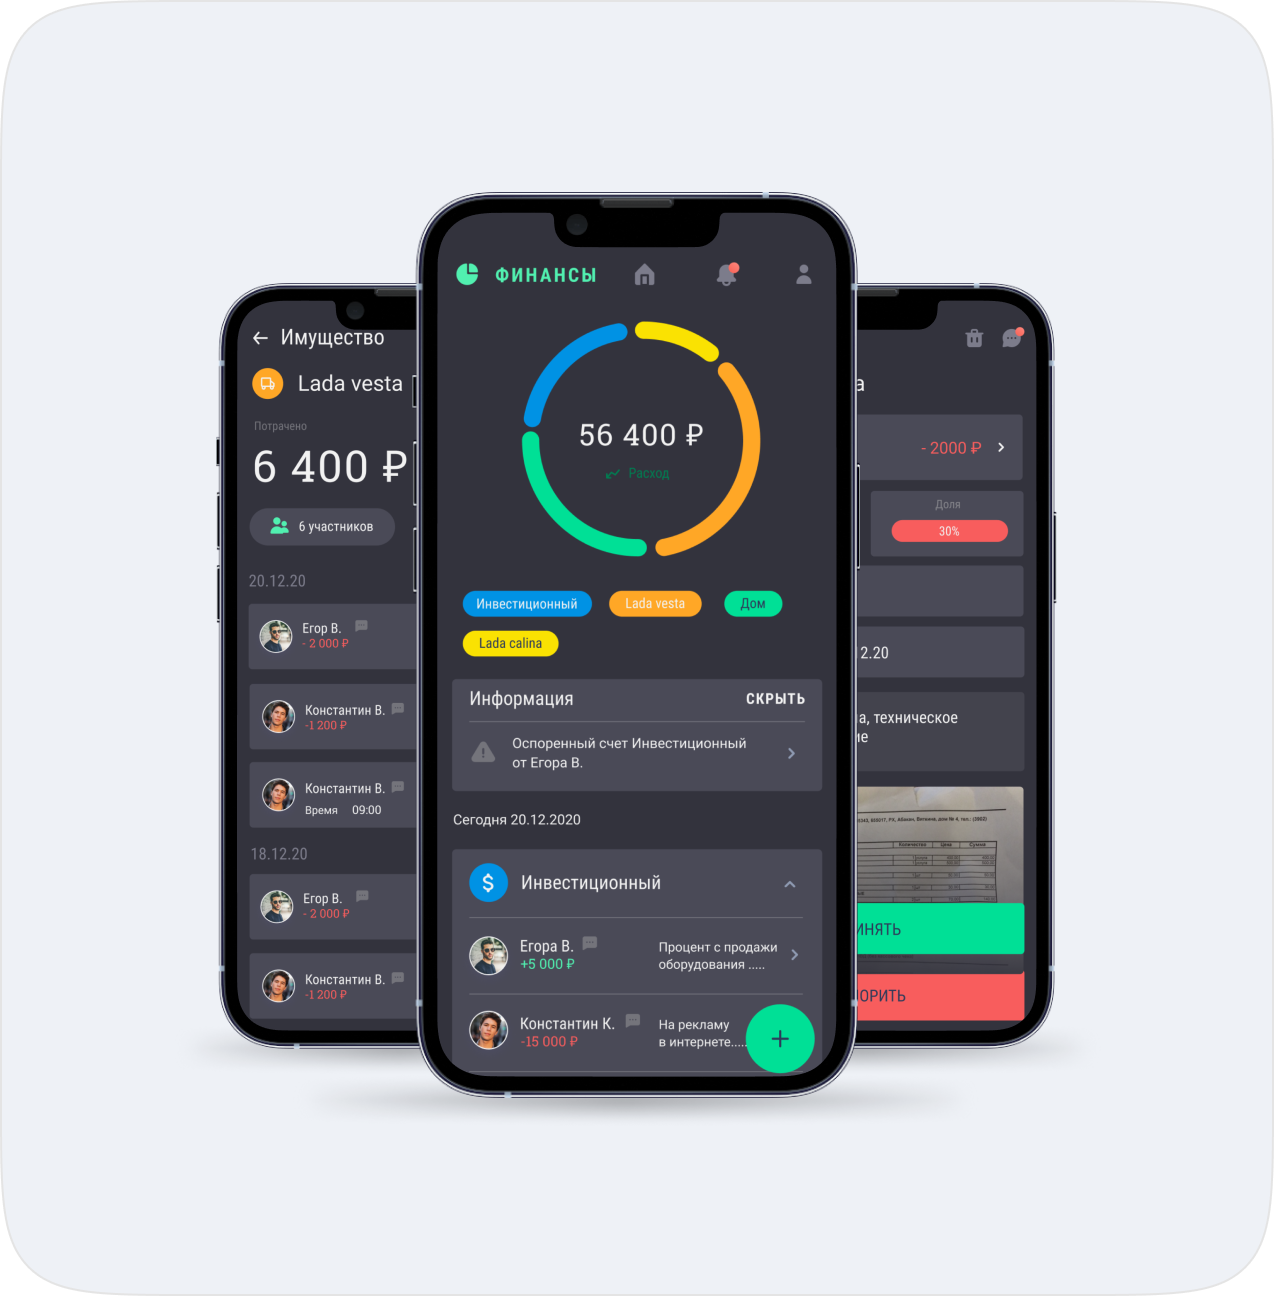 Имущество
Lada vesta
Потрачено
6 400 ₽
6 участников
20.12.20
Егор В.
- 2 000 ₽
Константин В.
-1 200 ₽
Константин В.
Время 09:00
18.12.20
Егор В.
- 2 000 ₽
Константин В.
-1 200 ₽
ФИНАНСЫ
56 400 ₽
Расход
Инвестиционный
Lada vesta
Дом
Lada calina
Информация
СКРЫТЬ
Оспоренный счет Инвестиционный
от Егора В.
Сегодня 20.12.2020
Инвестиционный
Егора В.
+5 000 ₽
Процент с продажи
оборудования .....
Константин К.
-15 000 ₽
На рекламу
в интернете.....
+
а
- 2000 ₽
Доля
30%
2.20
а, техническое
ие
Количество Цена Сумма
ИНЯТЬ
ОРИТЬ